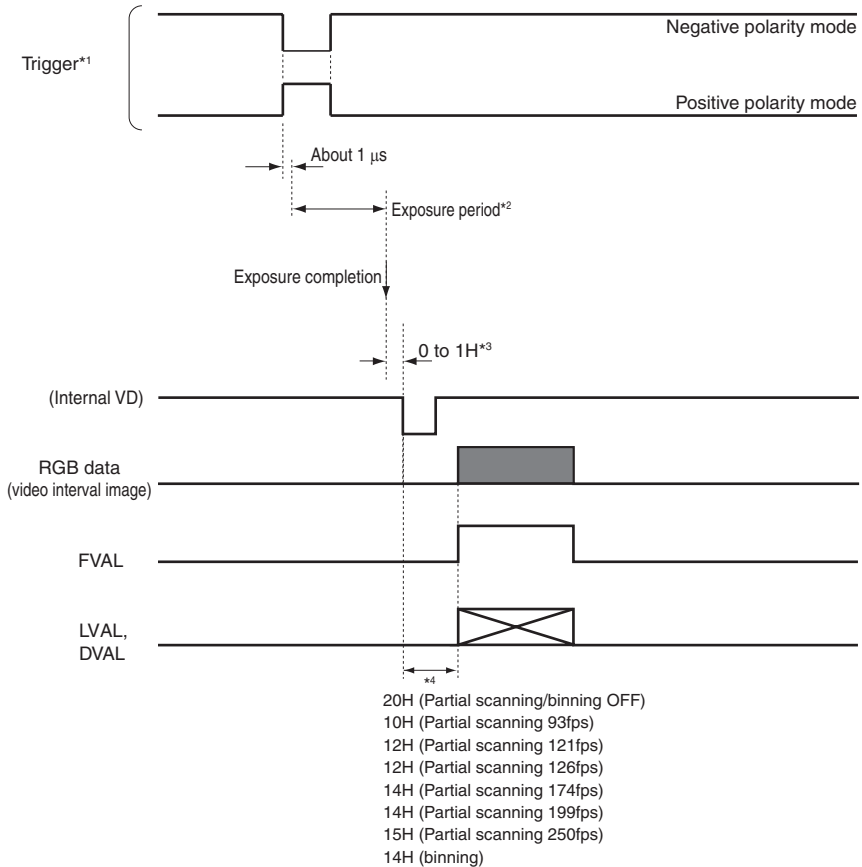 Negative polarity mode
Trigger*1
Positive polarity mode
About 1 µs
Exposure period*2
Exposure completion
0 to 1H*3
(Internal VD)
RGB data
(video interval image)
FVAL
LVAL,
DVAL
*4
20H (Partial scanning/binning OFF)
10H (Partial scanning 93fps)
12H (Partial scanning 121fps)
12H (Partial scanning 126fps)
14H (Partial scanning 174fps)
14H (Partial scanning 199fps)
15H (Partial scanning 250fps)
14H (binning)